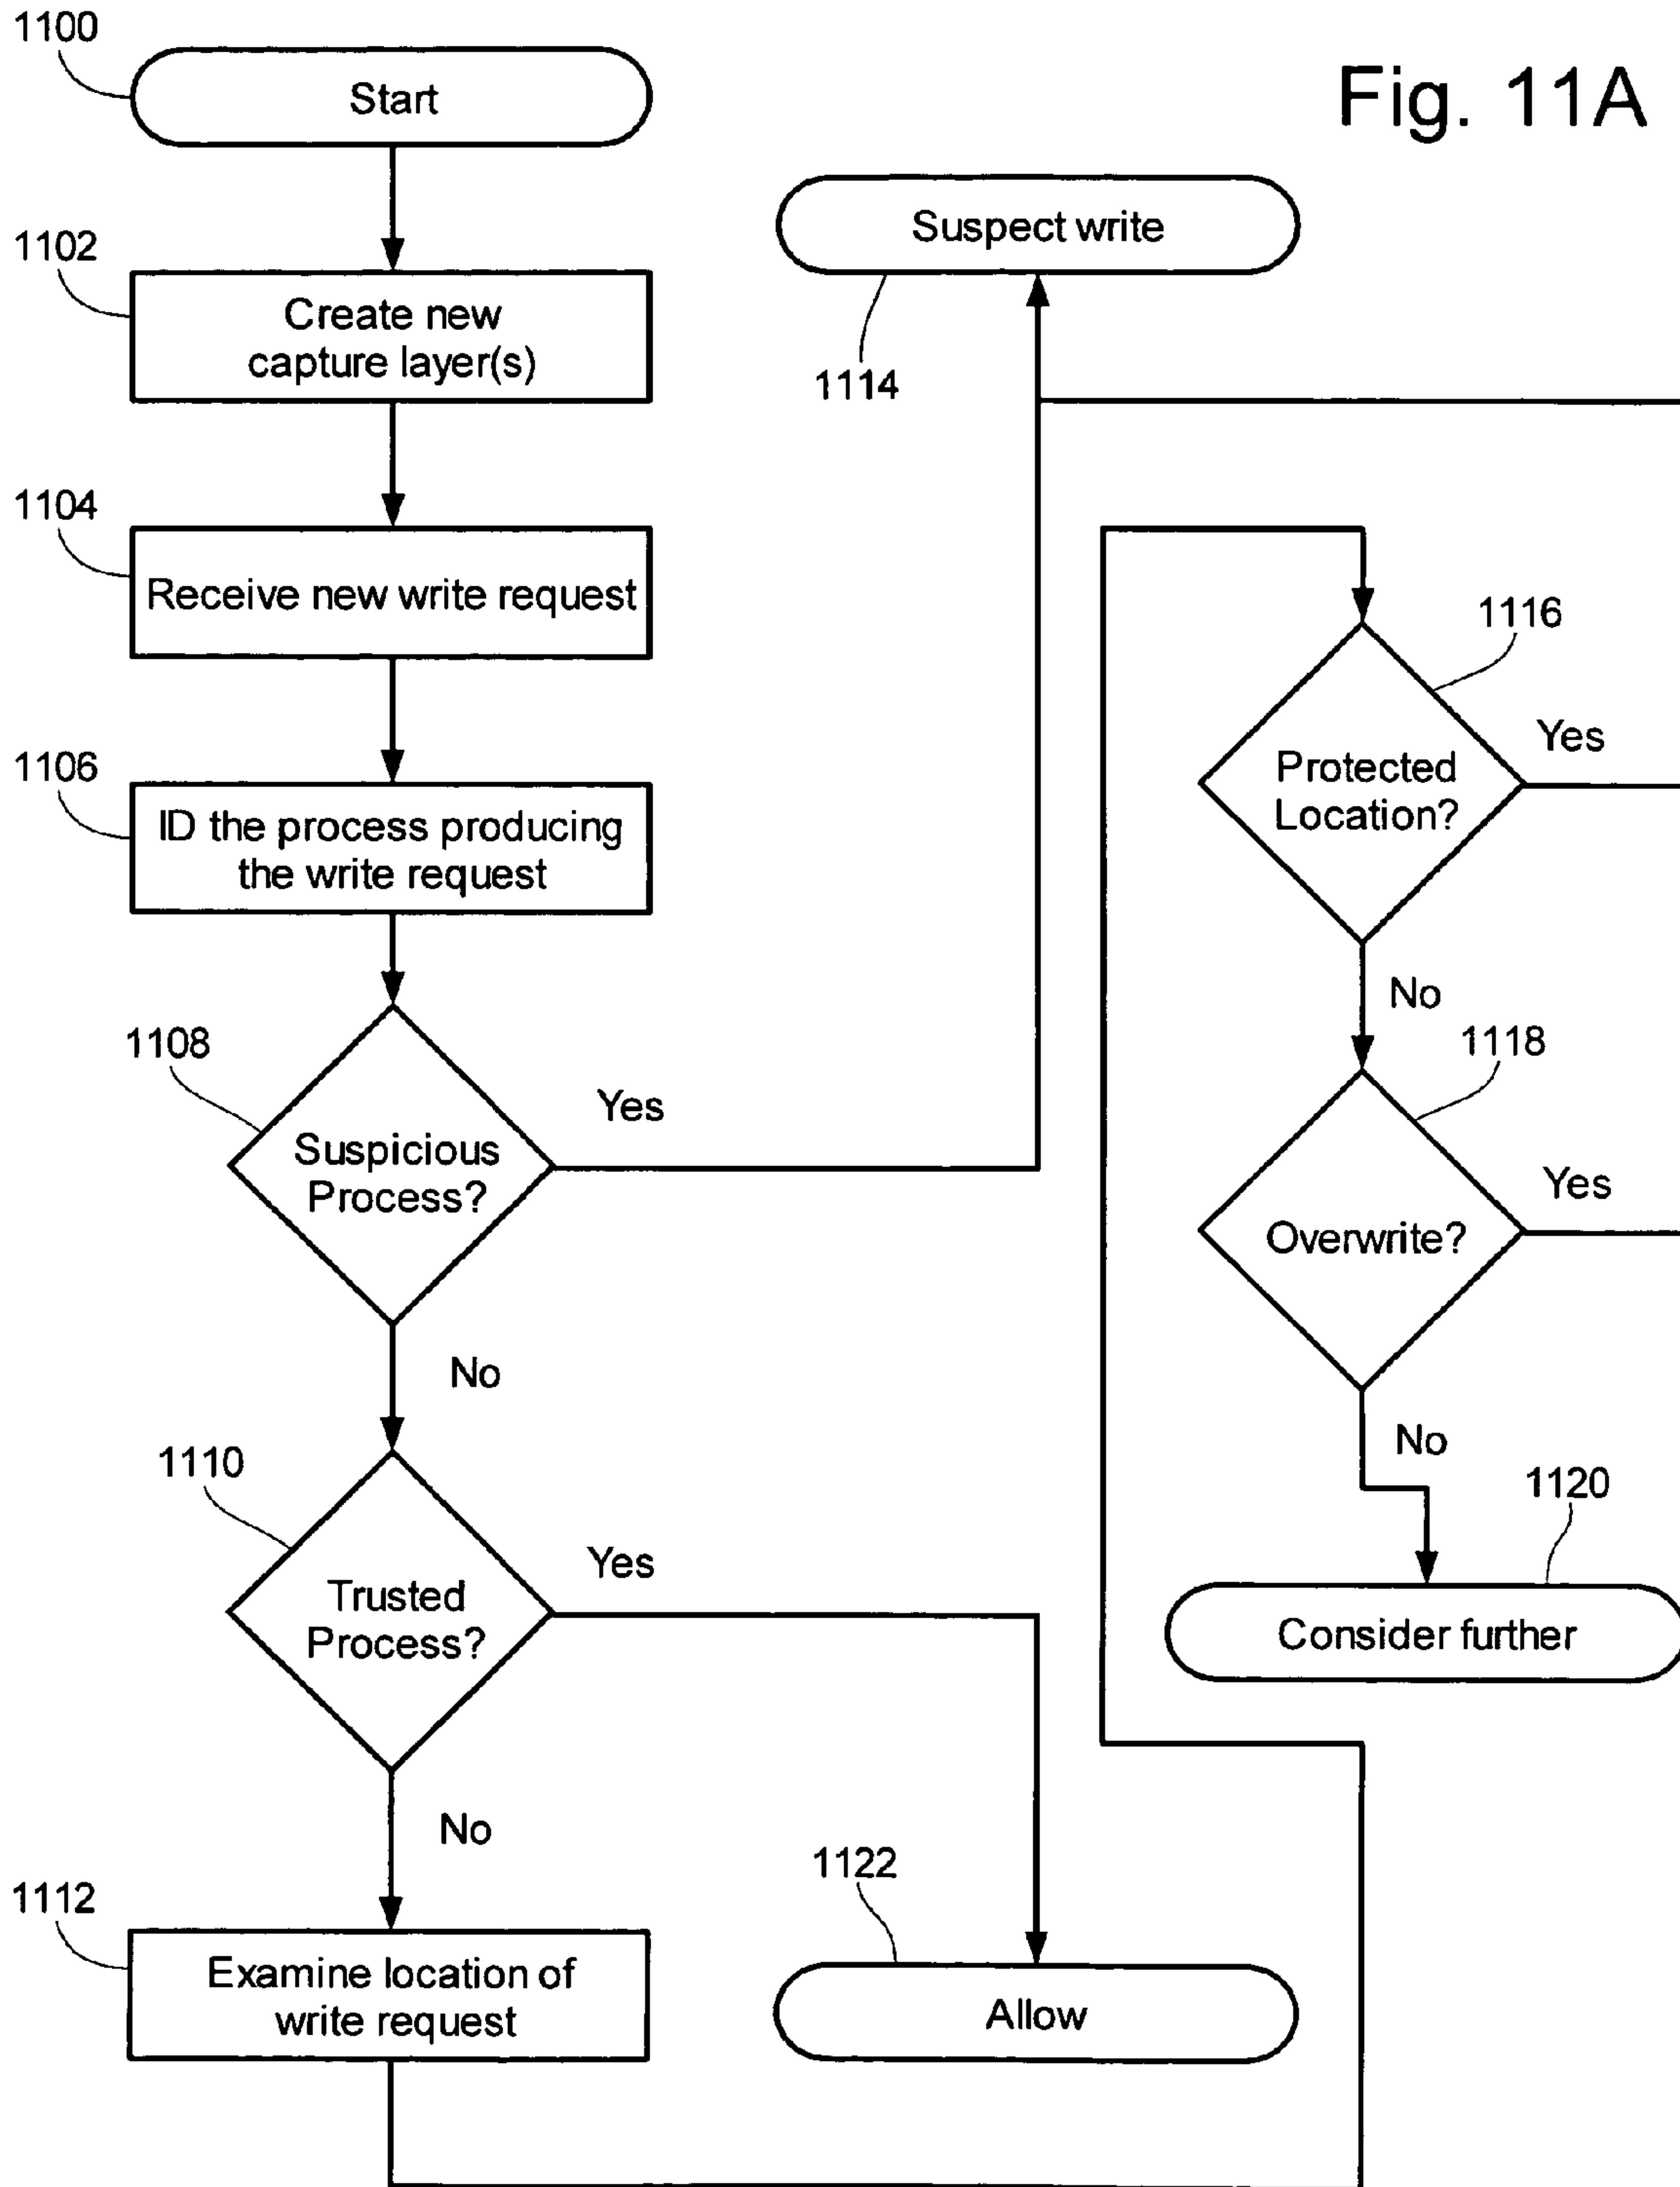 Fig. 11A
1100
Start
1102
Create new
capture layer(s)
1104
Receive new write request
1106
ID the process producing
the write request
1108
Suspicious
Process?
Yes
No
1110
Trusted
Process?
Yes
No
1112
Examine location of
write request
Suspect write
1114
1116
Protected
Location?
Yes
No
1118
Overwrite?
Yes
No
1120
Consider further
1122
Allow